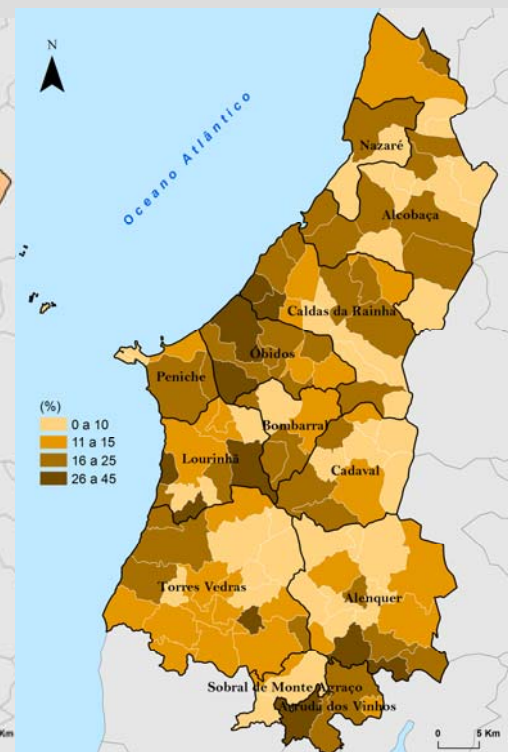 N
Oceano Atlântico
Nazaré
Alcobaça
Caldas da Rainha
Óbidos
Peniche
(%)
0 a 10
11 a 15
16 a 25
26 a 45
Bombarral
Lourinhã
Cadaval
Torres Vedras
Alenquer
Sobral de Monte Agraço
Arruda dos Vinhos
Km
0 5 Km